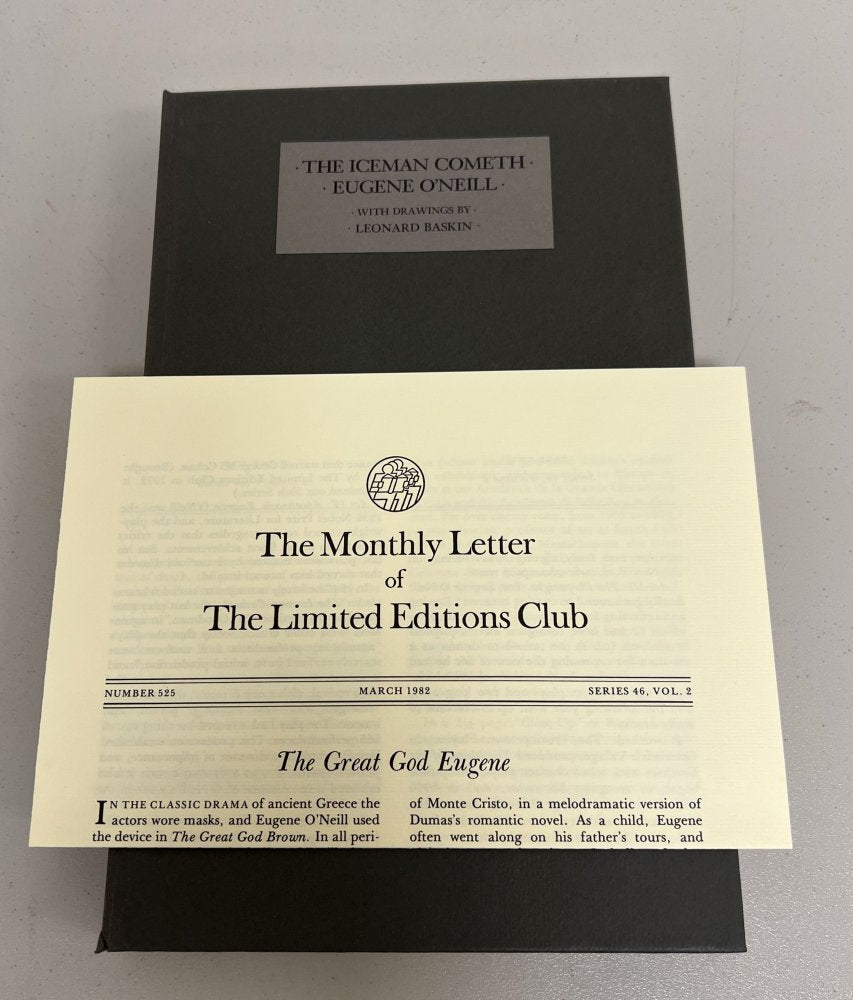 · THE ICEMAN COMETH ·
· EUGENE O'NEILL ·
· WITH DRAWINGS BY ·
· LEONARD BASKIN ·
The Monthly Letter
of
The Limited Editions Club
NUMBER 525 MARCH 1982 SERIES 46, VOL. 2
The Great God Eugene
IN THE CLASSIC DRAMA of ancient Greece the
actors wore masks, and Eugene O'Neill used
the device in The Great God Brown. In all peri-
of Monte Cristo, in a melodramatic version of
Dumas's romantic novel. As a child, Eugene
often went along on his father's tours, and